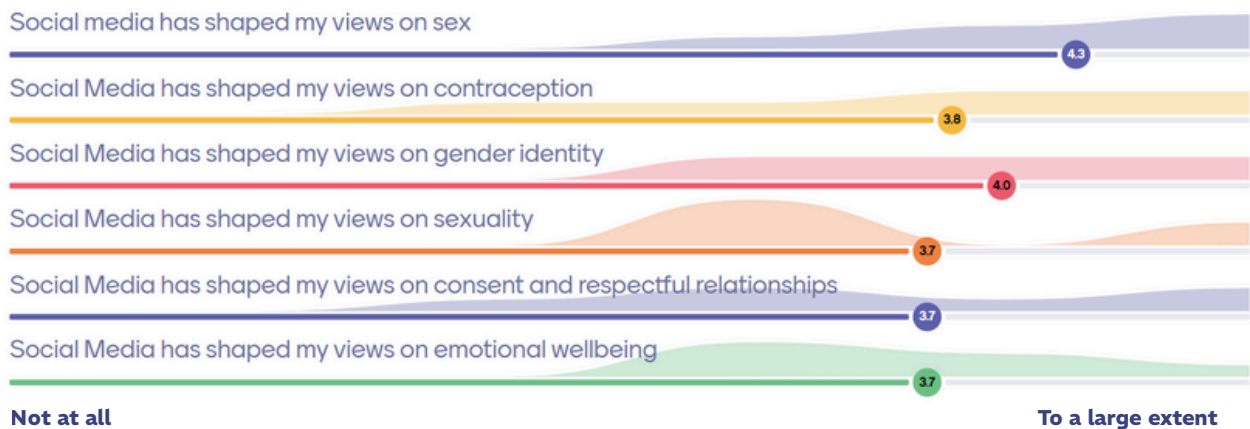 Social media has shaped my views on sex
4.3
Social Media has shaped my views on contraception
3.8
Social Media has shaped my views on gender identity
4.0
Social Media has shaped my views on sexuality
3.7
Social Media has shaped my views on consent and respectful relationships
3.7
Social Media has shaped my views on emotional wellbeing
3.7
Not at all
To a large extent